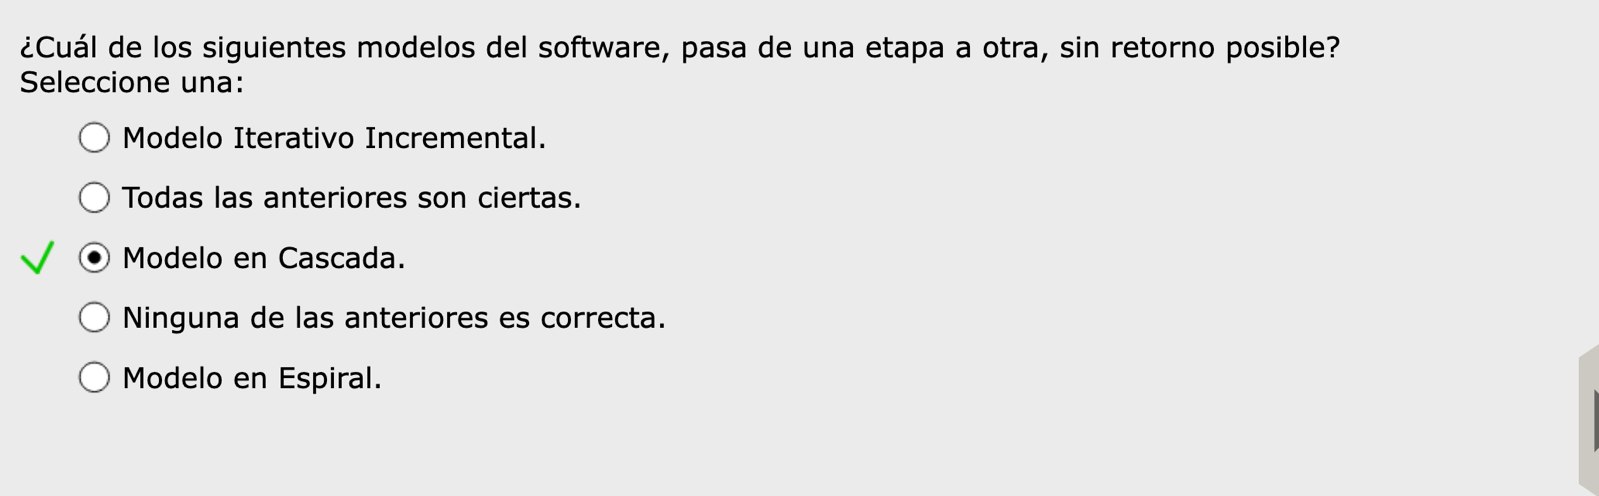 ¿Cuál de los siguientes modelos del software, pasa de una etapa a otra, sin retorno posible?
Seleccione una:
Modelo Iterativo Incremental.
Todas las anteriores son ciertas.
Modelo en Cascada.
Ninguna de las anteriores es correcta.
Modelo en Espiral.